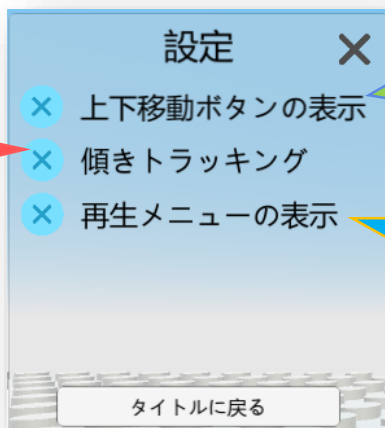 設定
上下移動ボタンの表示
傾きトラッキング
再生メニューの表示
タイトルに戻る